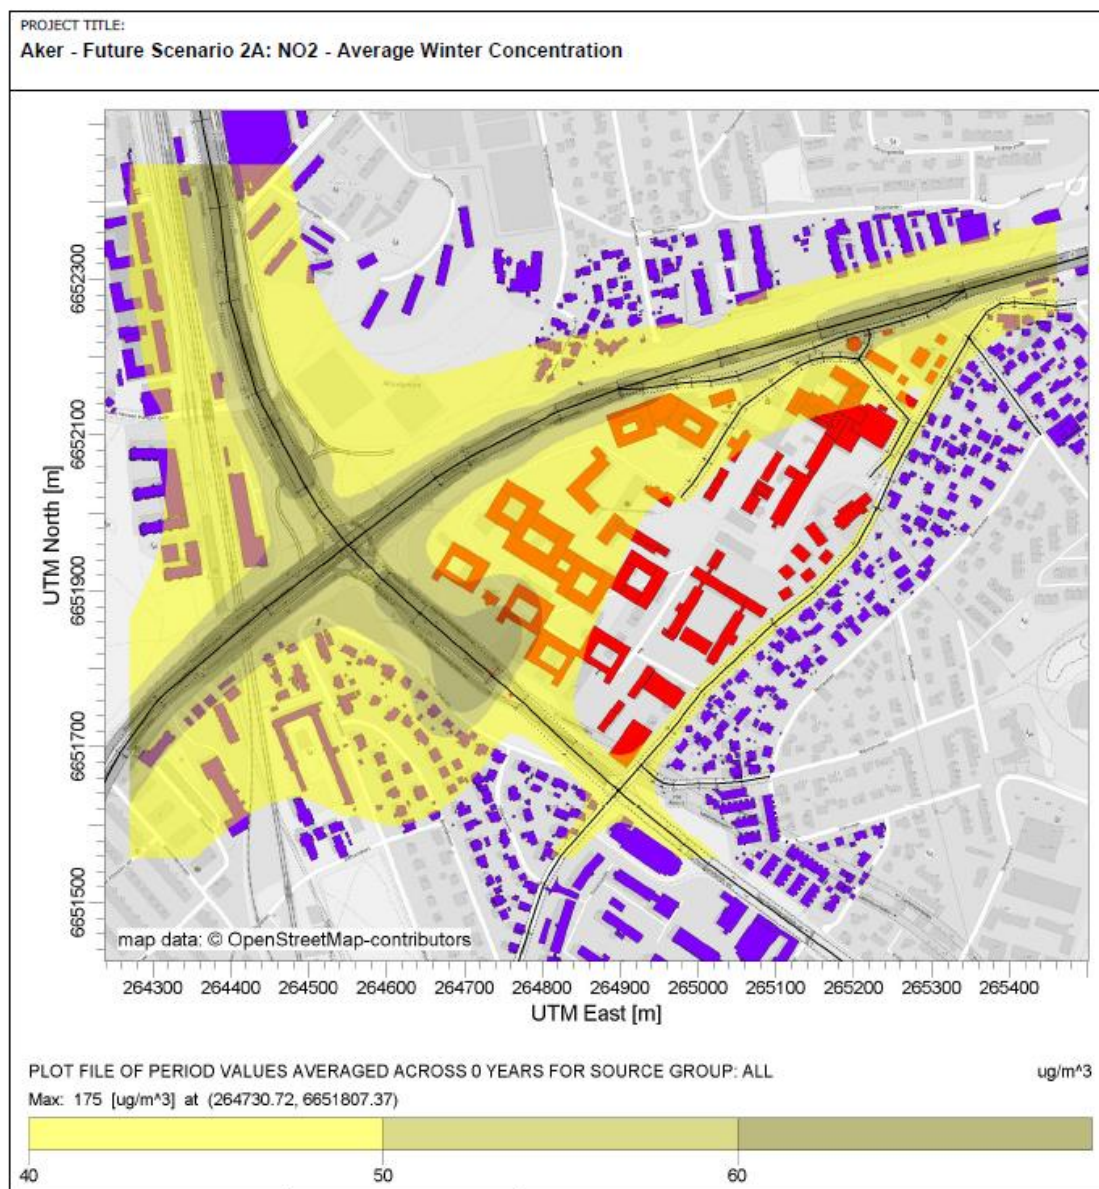 PROJECT TITLE:
Aker - Future Scenario 2A: NO2 - Average Winter Concentration
UTM North [m]
6652300
6652100
6651900
6651700
6651500
map data: © OpenStreetMap-contributors
264300 264400 264500 264600 264700 264800 264900 265000 265100 265200 265300 265400
UTM East [m]
PLOT FILE OF PERIOD VALUES AVERAGED ACROSS 0 YEARS FOR SOURCE GROUP: ALL ug/m^3
Max: 175 [ug/m^3] at (264730.72, 6651807.37)
40 50 60